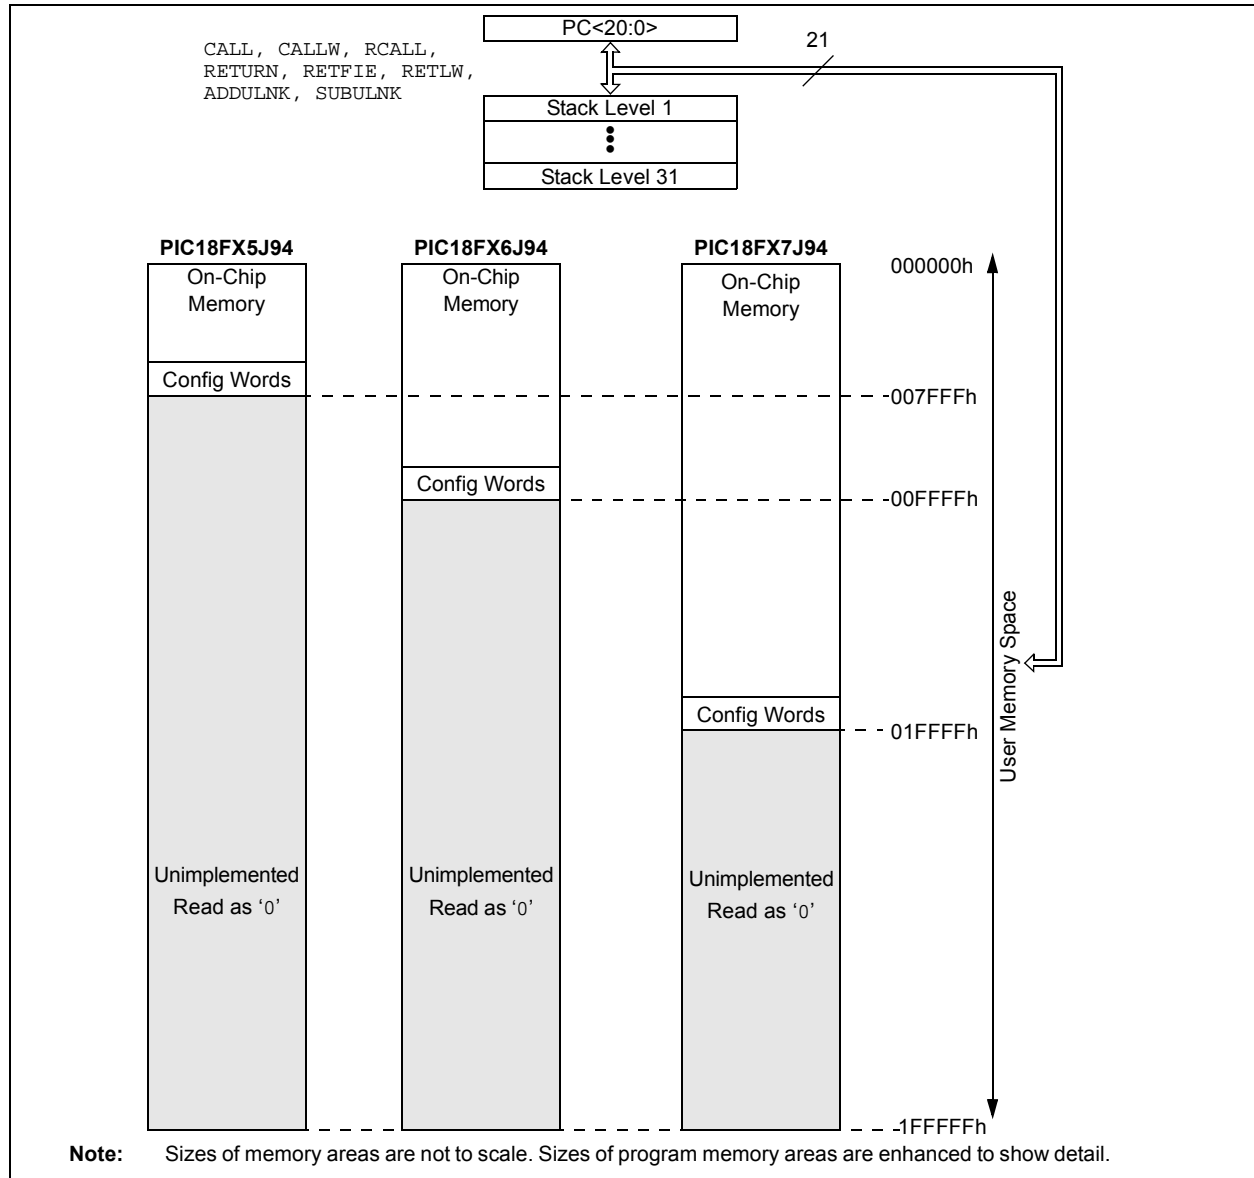 PC<20:0>
21
CALL, CALLW, RCALL,
RETURN, RETFIE, RETLW,
ADDULNK, SUBULNK
Stack Level 1
Stack Level 31
PIC18FX5J94
PIC18FX6J94
PIC18FX7J94
On-Chip
Memory
On-Chip
Memory
On-Chip
Memory
000000h
Config Words
007FFFh
Config Words
00FFFFh
Config Words
01FFFFh
User Memory Space
Unimplemented
Read as ‘0’
Unimplemented
Read as ‘0’
Unimplemented
Read as ‘0’
1FFFFFh
Note: Sizes of memory areas are not to scale. Sizes of program memory areas are enhanced to show detail.